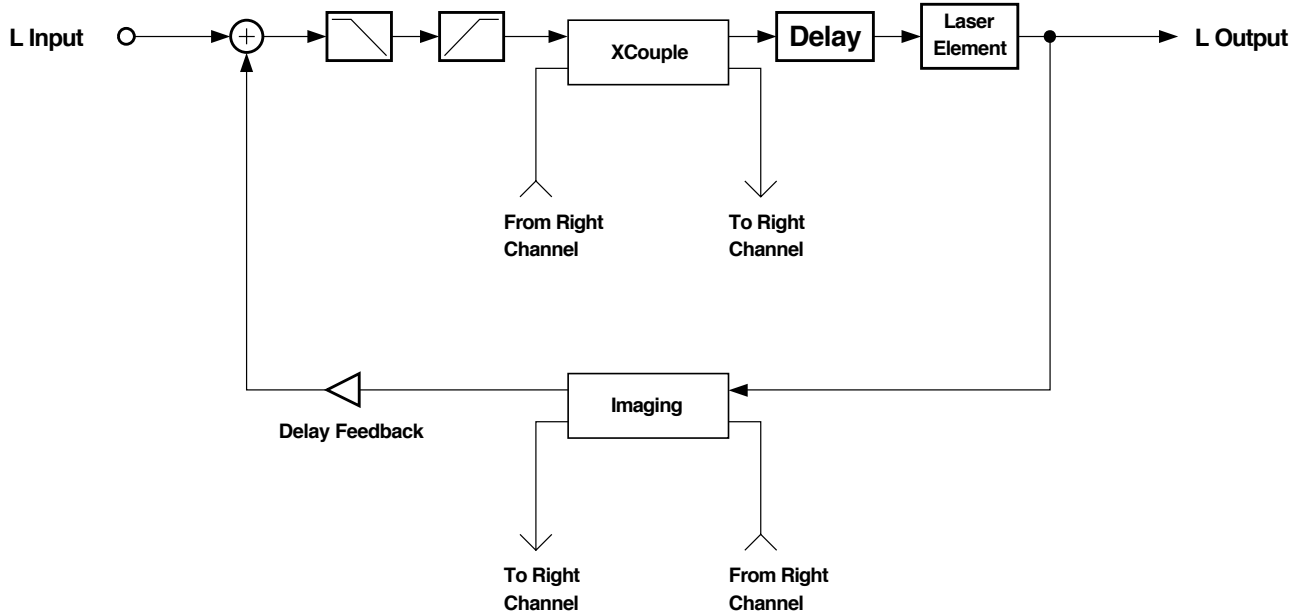 L Input
XCouple
Delay
Laser
Element
L Output
From Right
Channel
To Right
Channel
Imaging
Delay Feedback
To Right
Channel
From Right
Channel